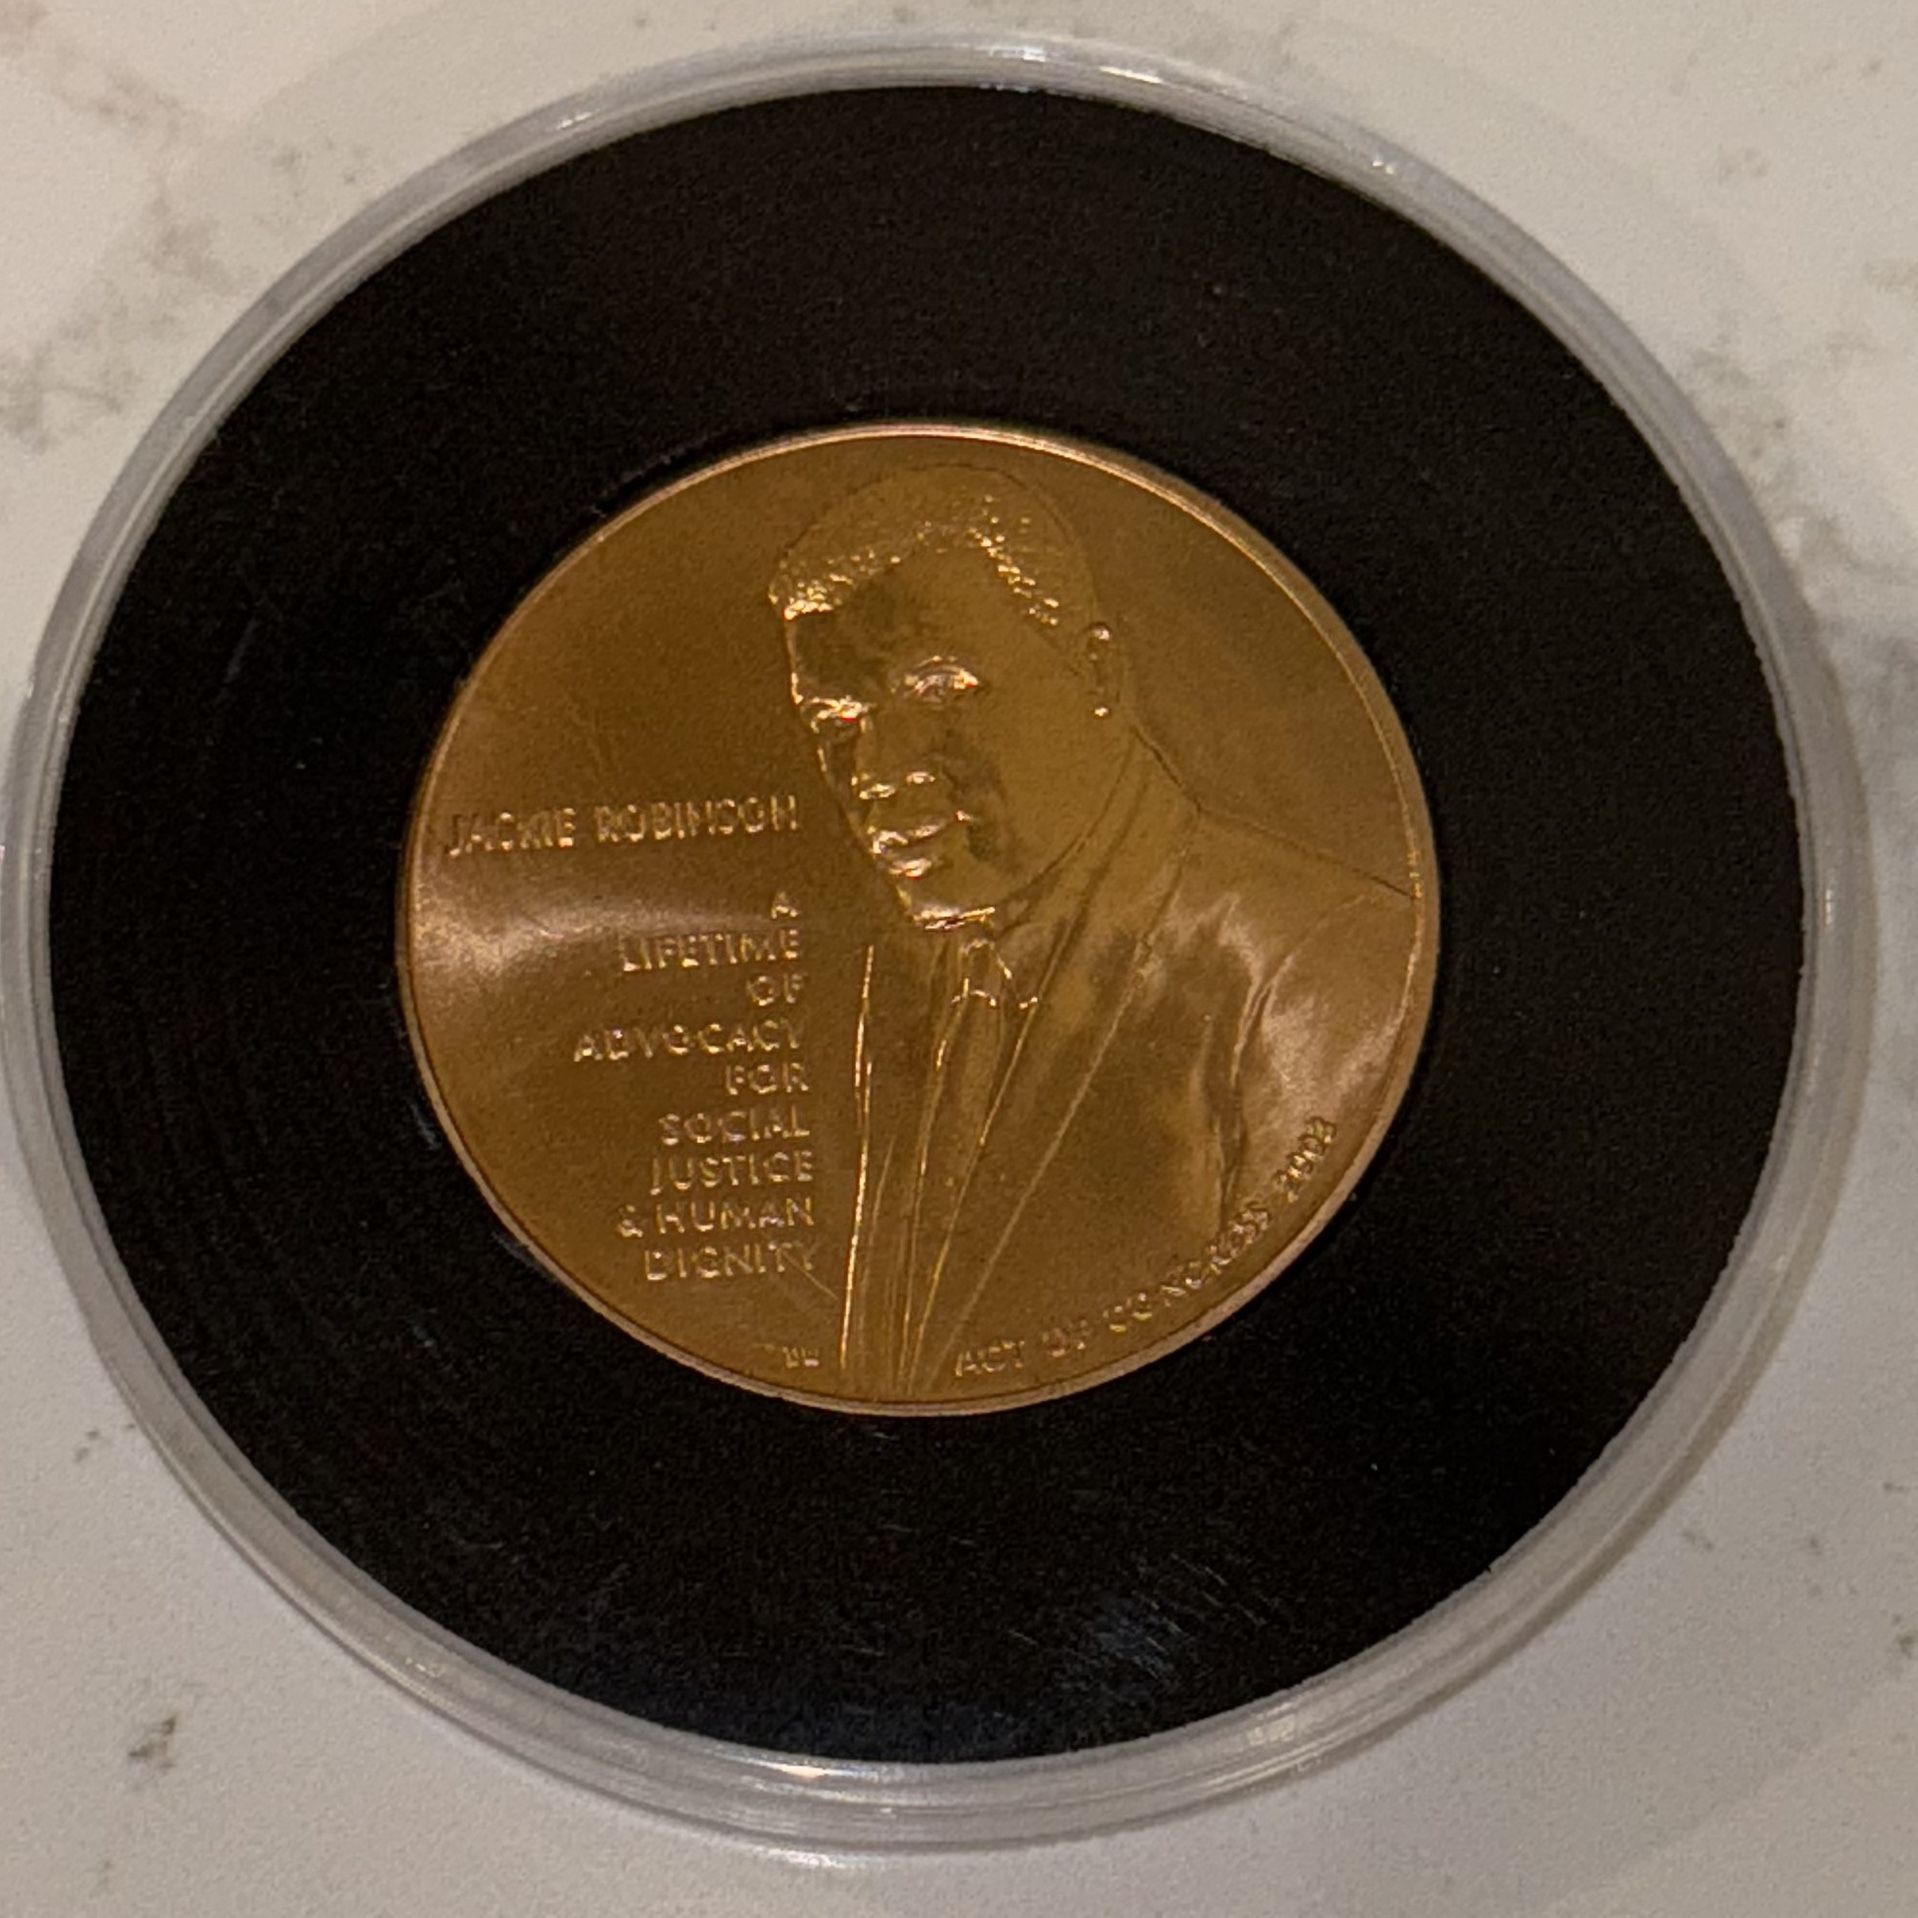 JACKIE ROBINSON
A
LIFETIME
OF
ADVOCACY
FOR
SOCIAL
JUSTICE
& HUMAN
DIGNITY
ACT OF CONGRESS 2003